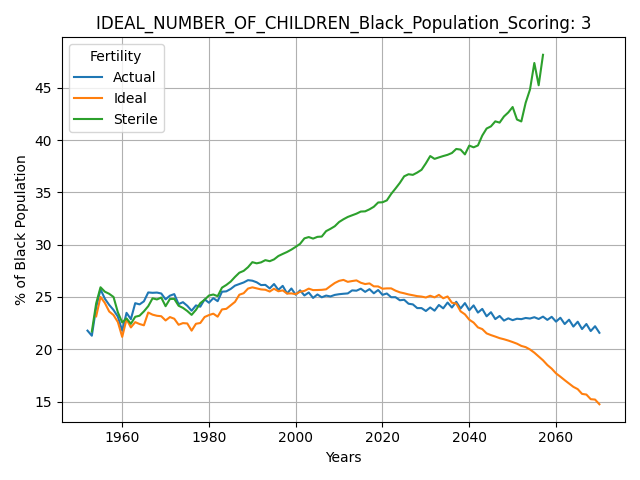 IDEAL_NUMBER_OF_CHILDREN_Black_Population_Scoring: 3
Fertility
Actual
Ideal
Sterile
% of Black Population
45
40
35
30
25
20
15
1960
1980
2000
2020
2040
2060
Years